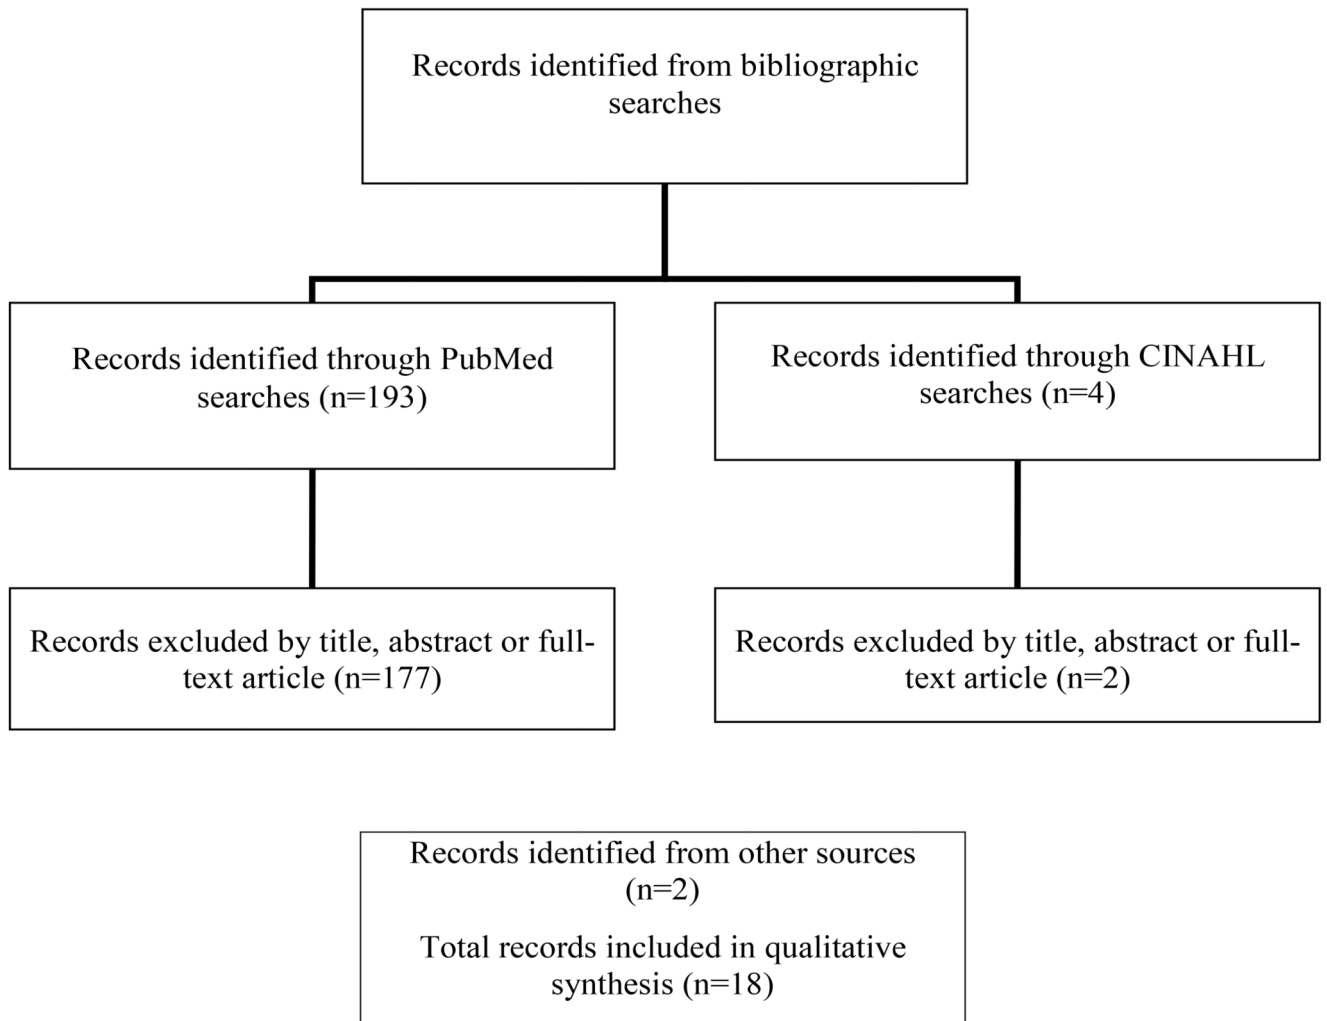 Records identified from bibliographic
searches
Records identified through PubMed
searches (n=193)
Records identified through CINAHL
searches (n=4)
Records excluded by title, abstract or full-
text article (n=177)
Records excluded by title, abstract or full-
text article (n=2)
Records identified from other sources
(n=2)
Total records included in qualitative
synthesis (n=18)